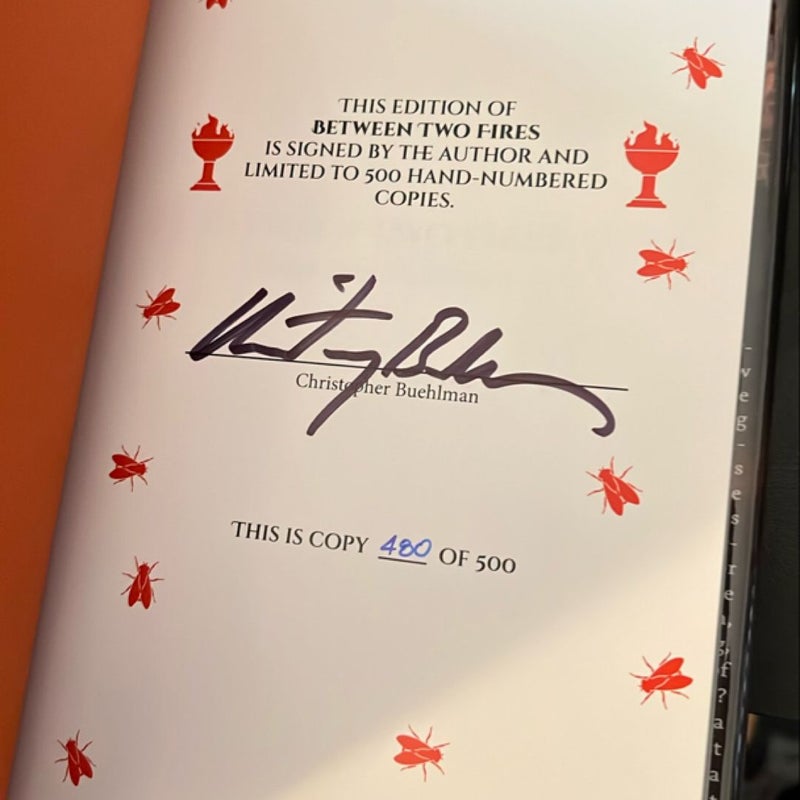 THIS EDITION OF
BETWEEN TWO FIRES
IS SIGNED BY THE AUTHOR AND
LIMITED TO 500 HAND-NUMBERED
COPIES.
Christopher Buehlman
THIS IS COPY 480 OF 500